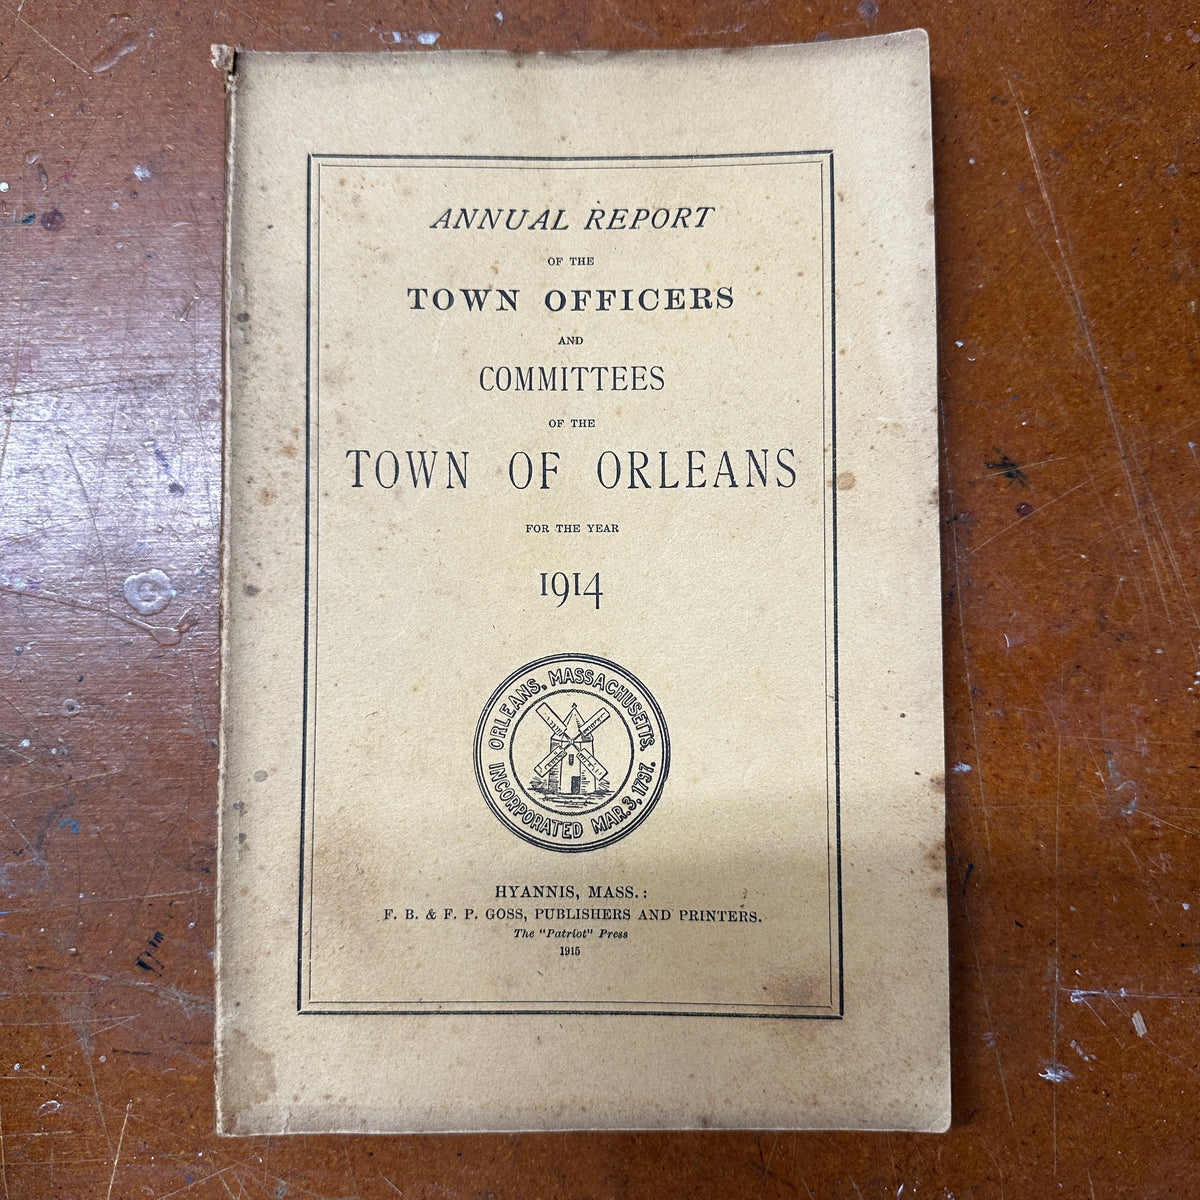 ANNUAL REPORT
OF THE
TOWN OFFICERS
AND
COMMITTEES
OF THE
TOWN OF ORLEANS
FOR THE YEAR
1914
ORLEANS, MASSACHUSETTS.
INCORPORATED MAR. 3, 1797.
HYANNIS, MASS.:
F. B. & F. P. GOSS, PUBLISHERS AND PRINTERS.
The "Patriot" Press
1915